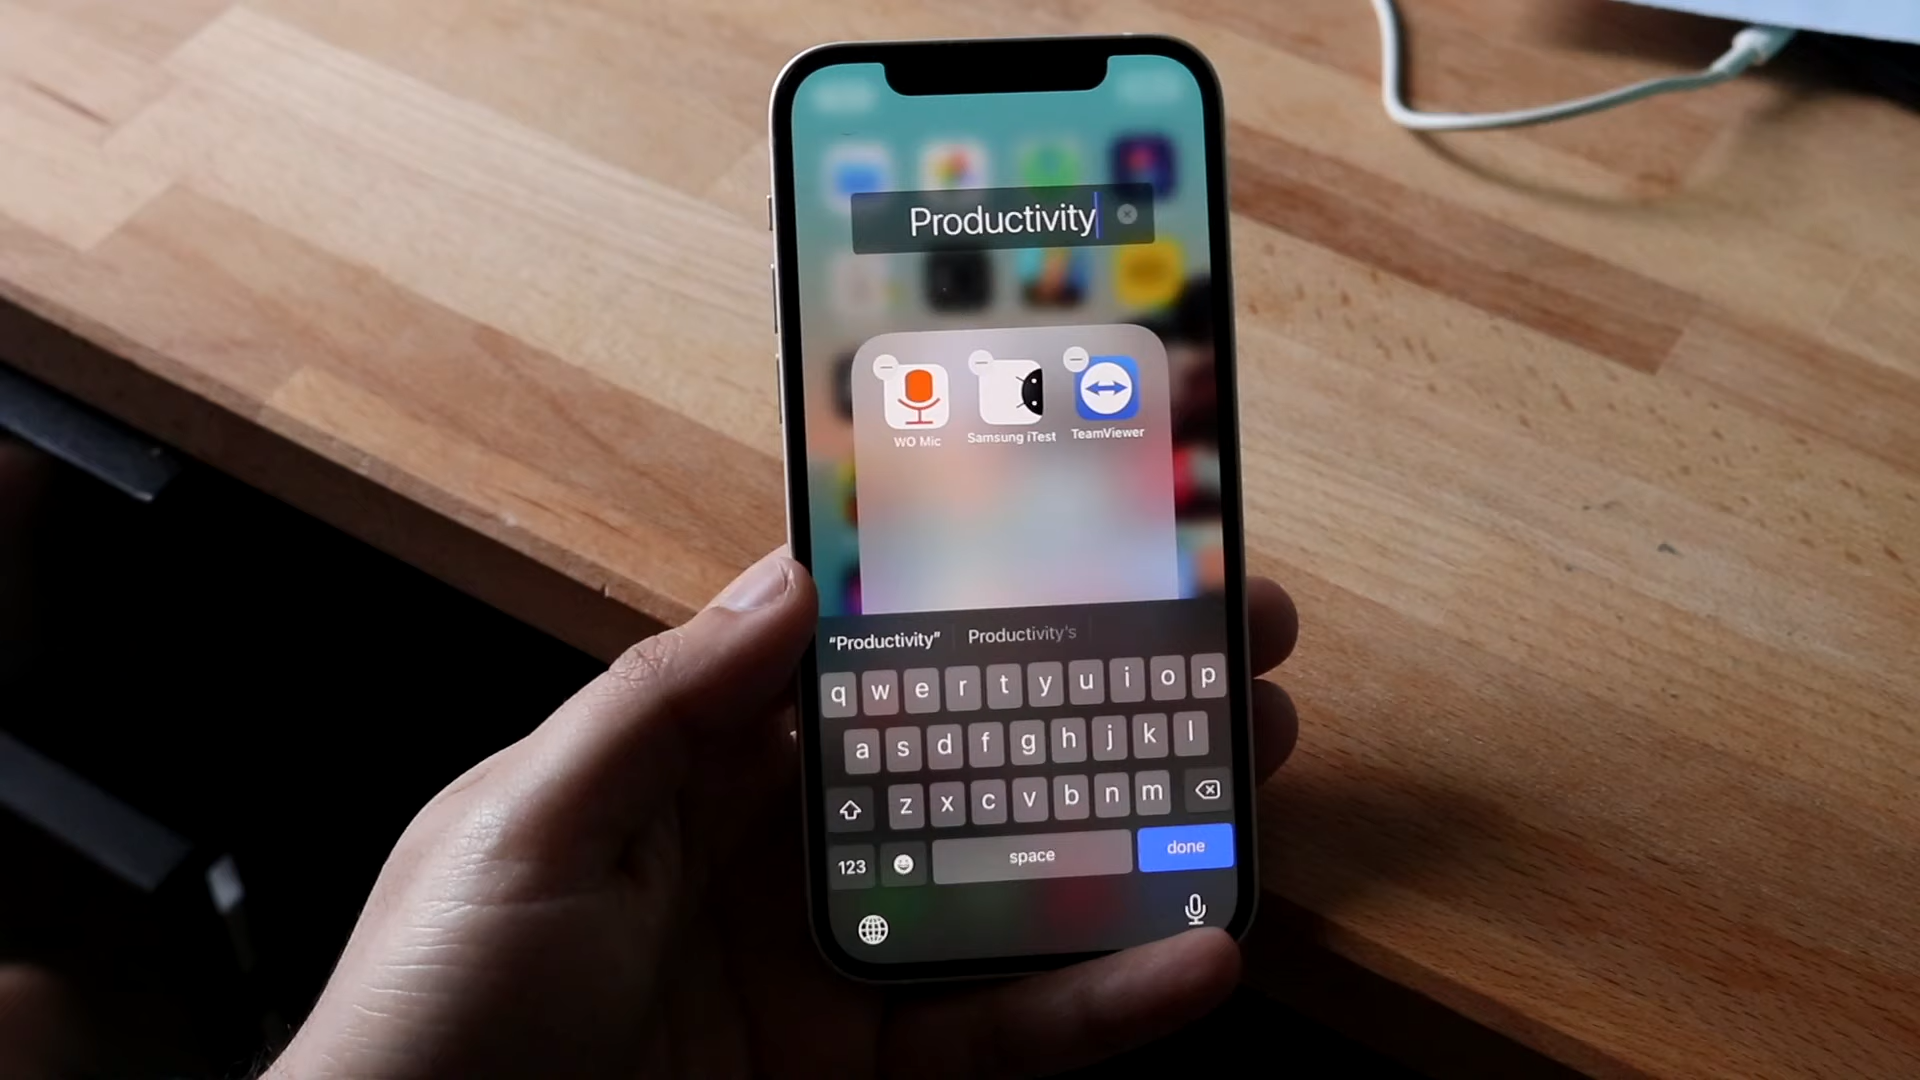 Productivity
WO Mic Samsung iTest TeamViewer
“Productivity” Productivity's
q w e r t y u i o p
a s d f g h j k l
z x c v b n m
123 space done